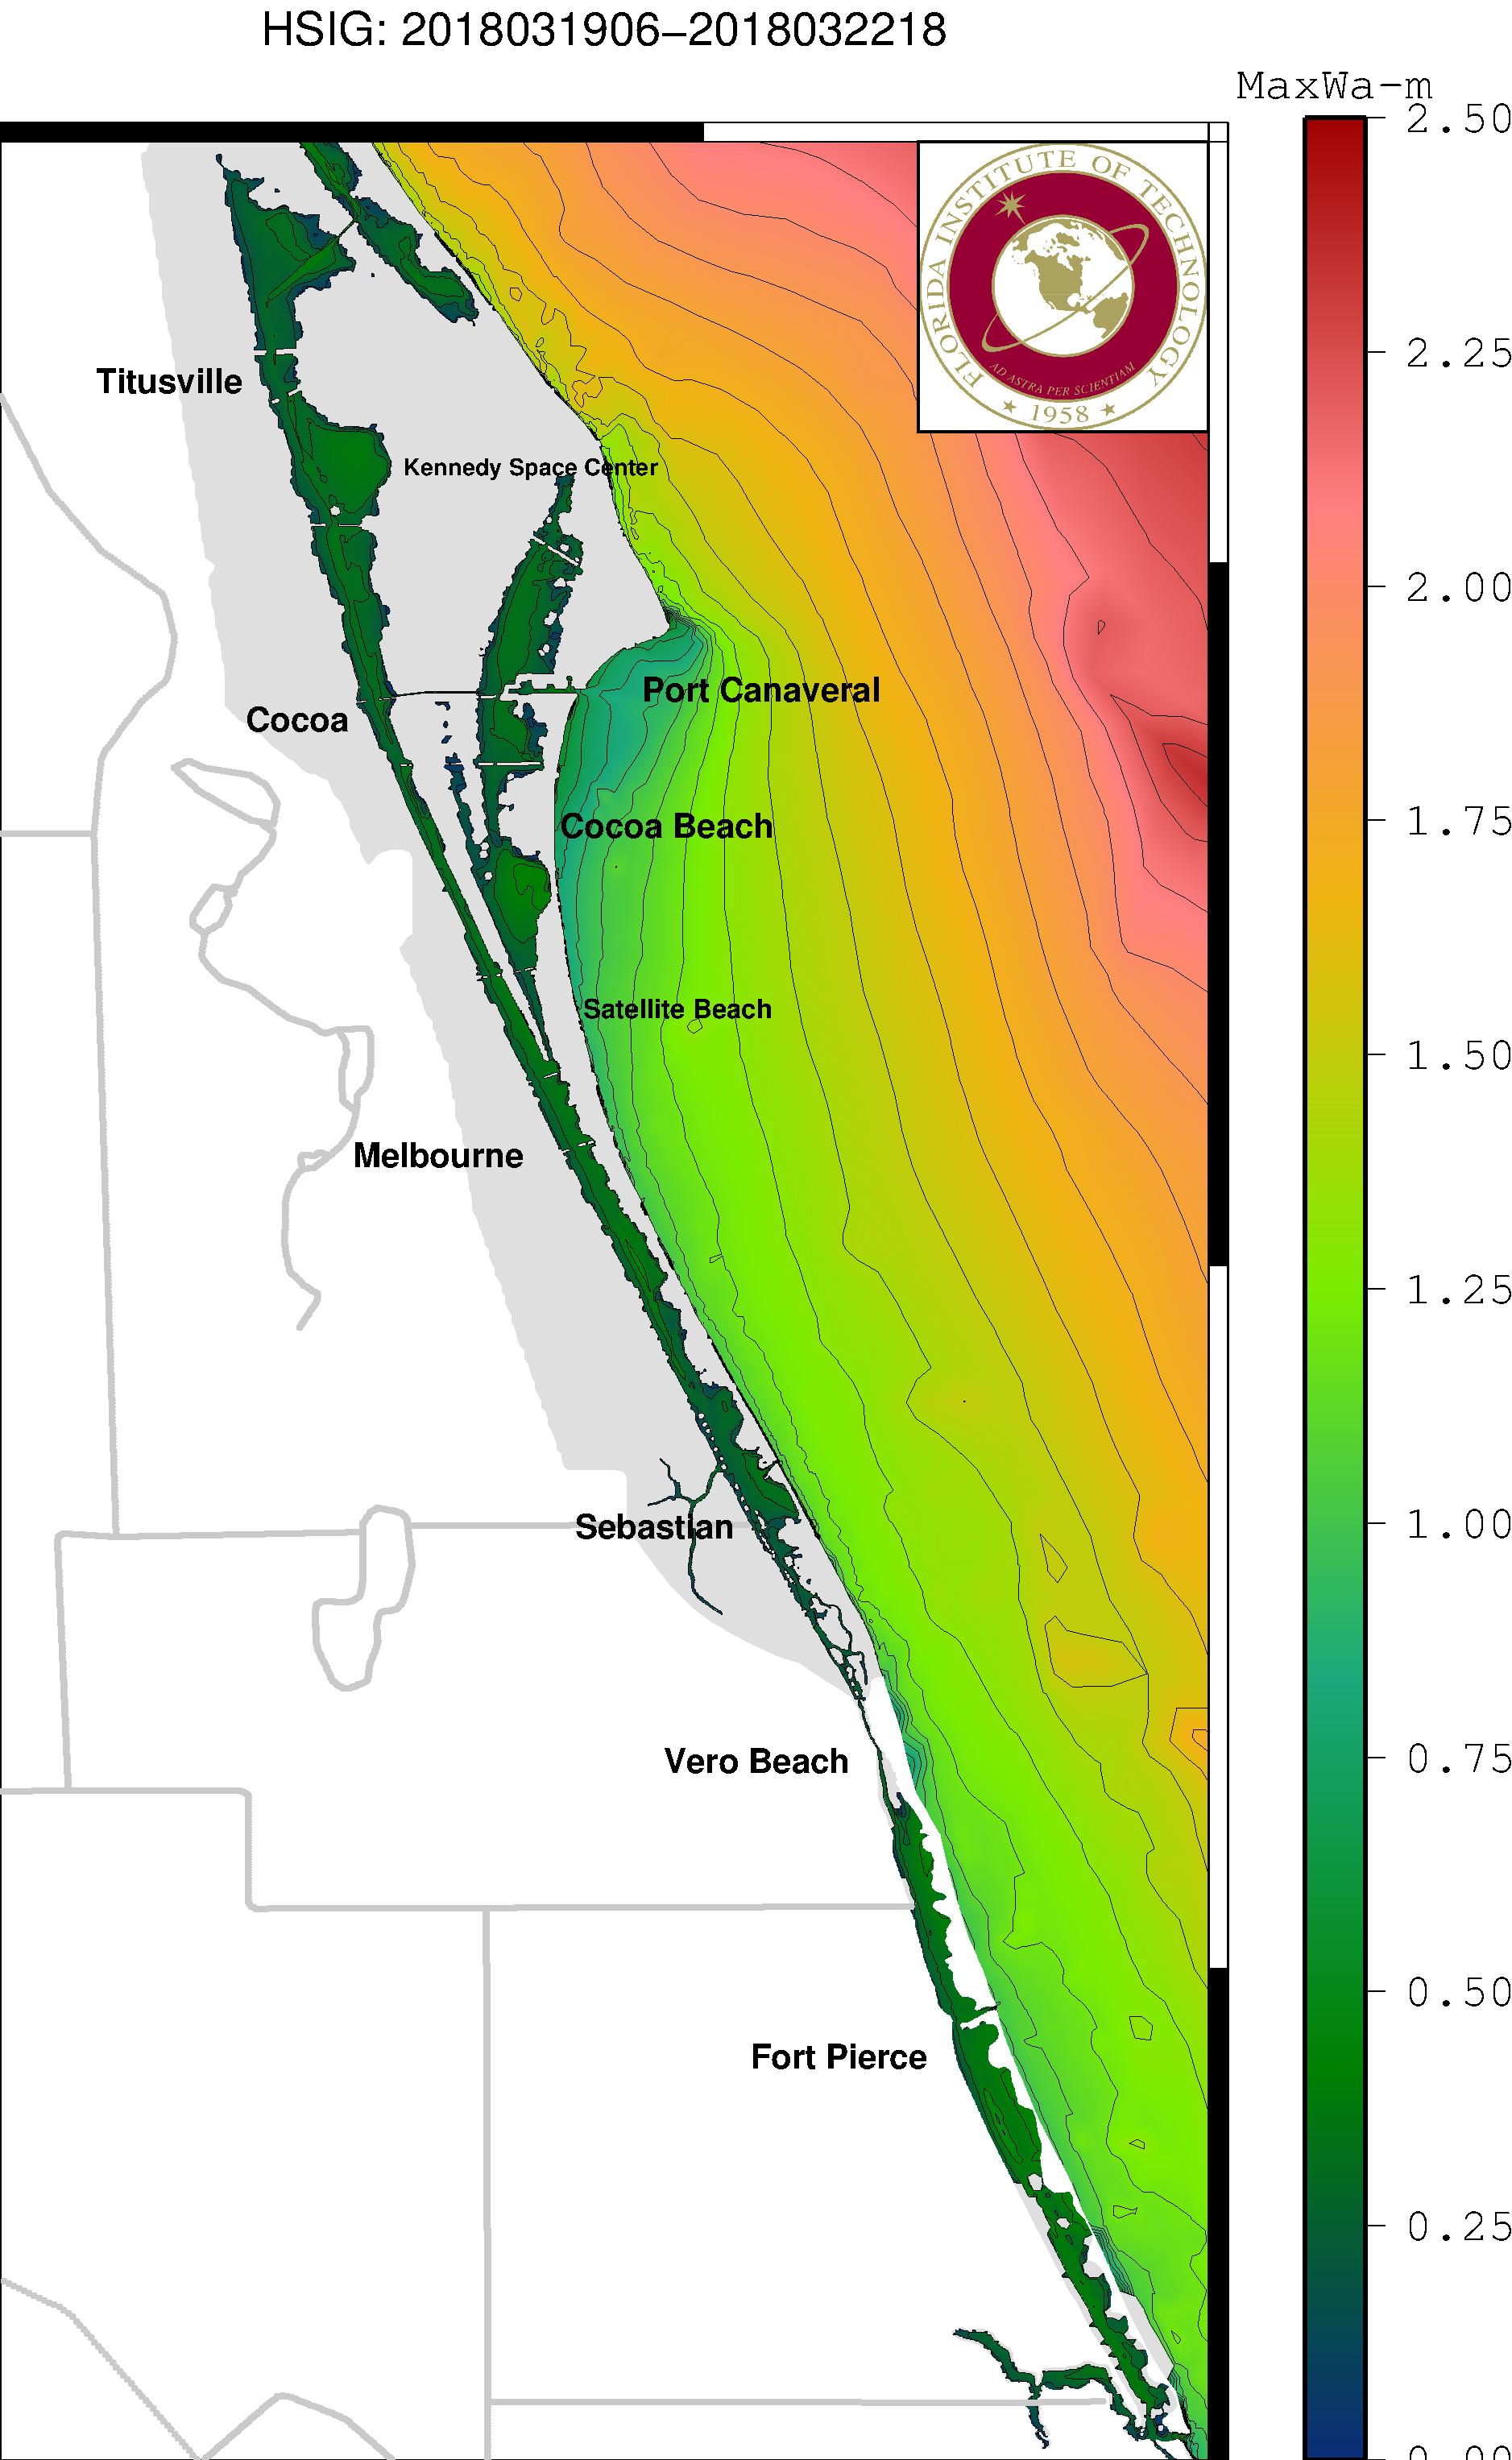 HSIG: 2018031906−2018032218
MaxWa-m
2.50
2.25
2.00
1.75
1.50
1.25
1.00
0.75
0.50
0.25
0.00
FLORIDA INSTITUTE OF TECHNOLOGY
AD ASTRA PER SCIENTIAM
★ 1958 ★
Titusville
Kennedy Space Center
Port Canaveral
Cocoa
Cocoa Beach
Satellite Beach
Melbourne
Sebastian
Vero Beach
Fort Pierce